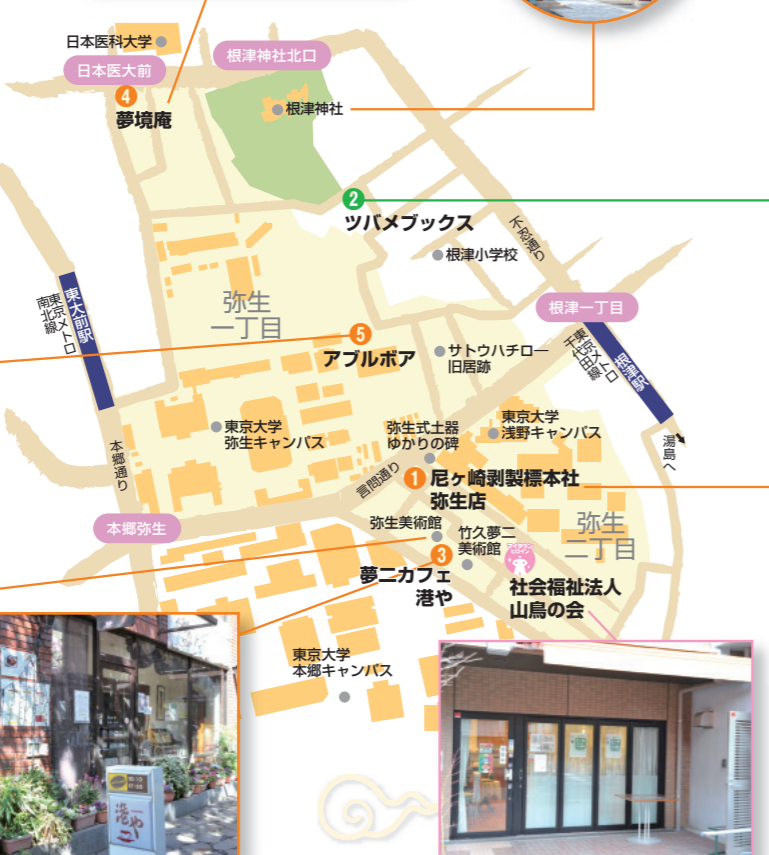 日本医科大学
日本医大前
根津神社北口
4
夢境庵
根津神社
2
ツバメブックス
不忍通り
根津小学校
東大前駅
東京メトロ
南北線
弥生
一丁目
根津一丁目
5
アブルボア
サトウハチロー
旧居跡
根津駅
東京メトロ
千代田線
湯島へ
東京大学
弥生キャンパス
弥生式土器
ゆかりの碑
東京大学
浅野キャンパス
本郷通り
言問通り
1
尼ヶ崎剥製標本社
弥生店
本郷弥生
弥生美術館
竹久夢二
美術館
弥生
二丁目
3
夢二カフェ
港や
マイタウン
ヒロイン
社会福祉法人
山鳥の会
東京大学
本郷キャンパス
港や